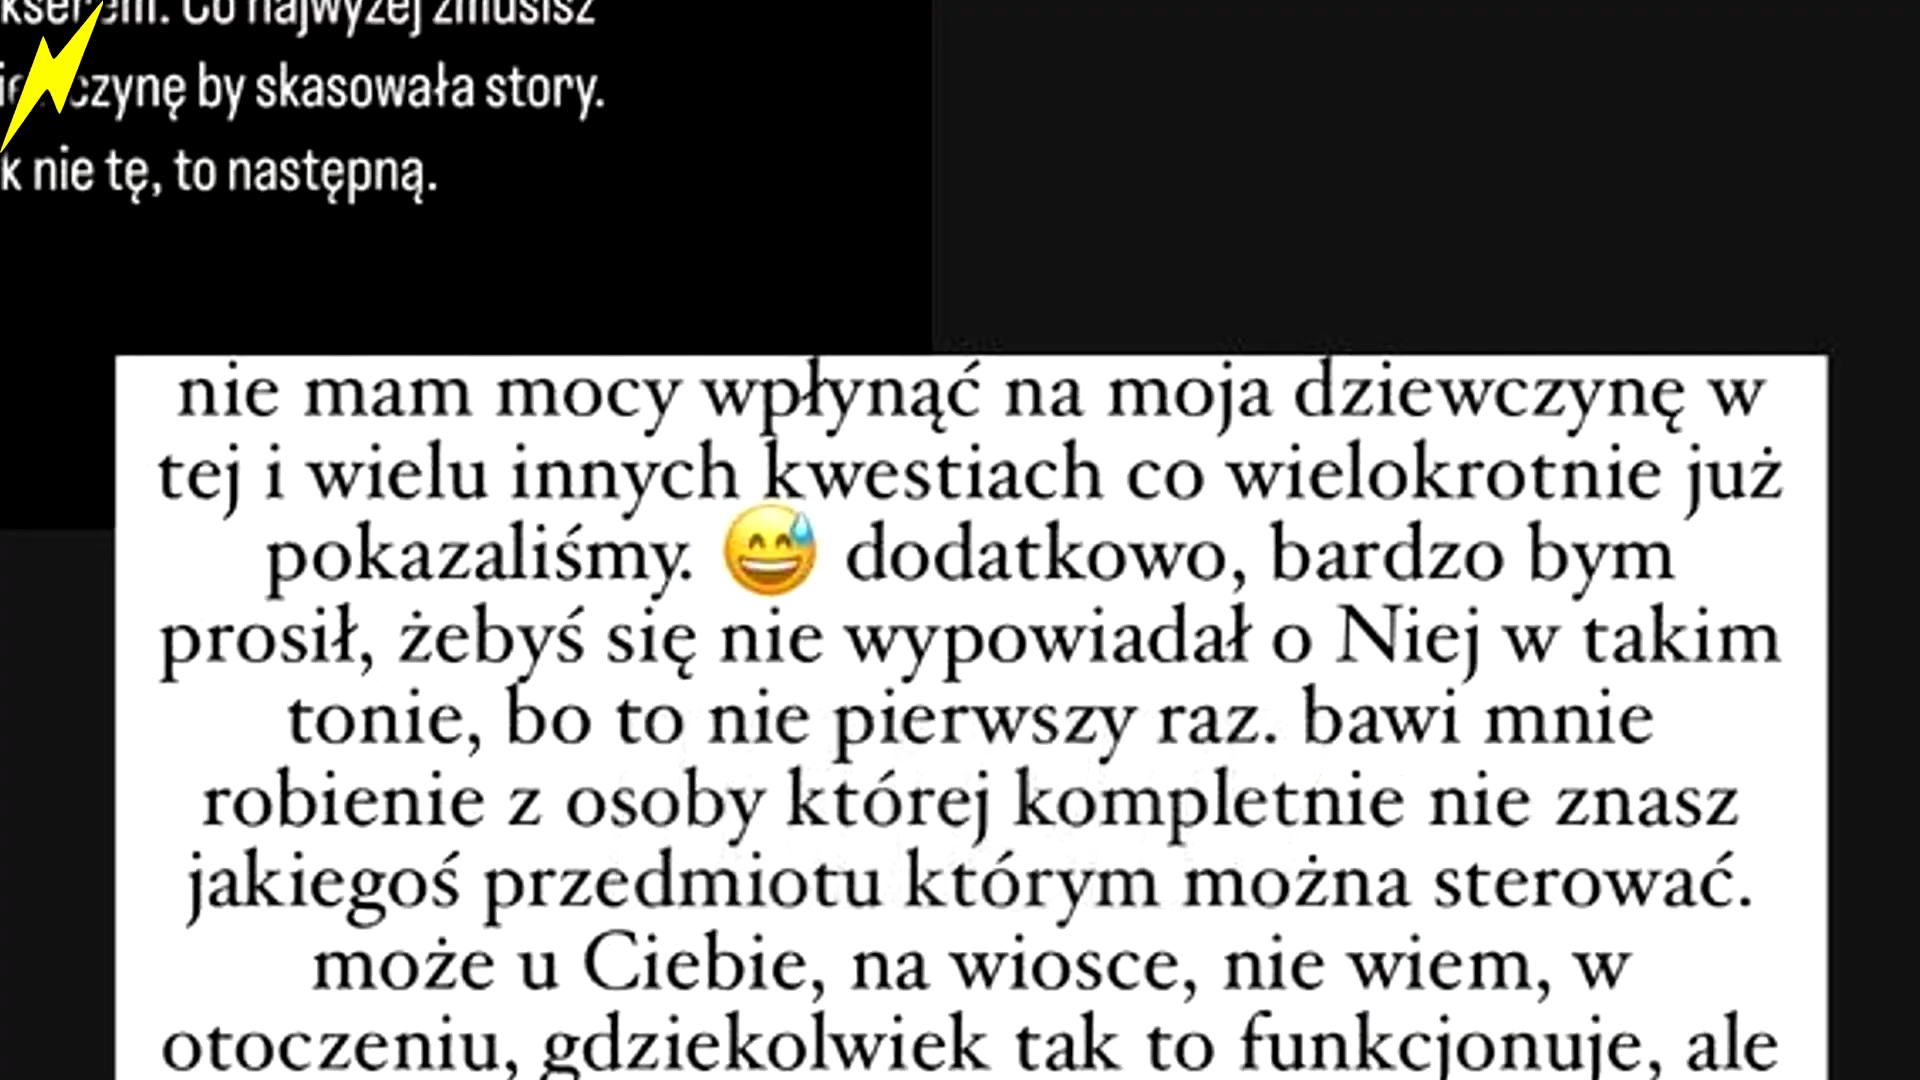 Co najwyżej zmusisz
by skasowała story.
nie tę, to następną.
nie mam mocy wpłynąć na moja dziewczynę w
tej i wielu innych kwestiach co wielokrotnie już
pokazaliśmy. 😅 dodatkowo, bardzo bym
prosił, żebyś się nie wypowiadał o Niej w takim
tonie, bo to nie pierwszy raz. bawi mnie
robienie z osoby której kompletnie nie znasz
jakiegoś przedmiotu którym można sterować.
może u Ciebie, na wiosce, nie wiem, w
otoczeniu, gdziekolwiek tak to funkcjonuje, ale